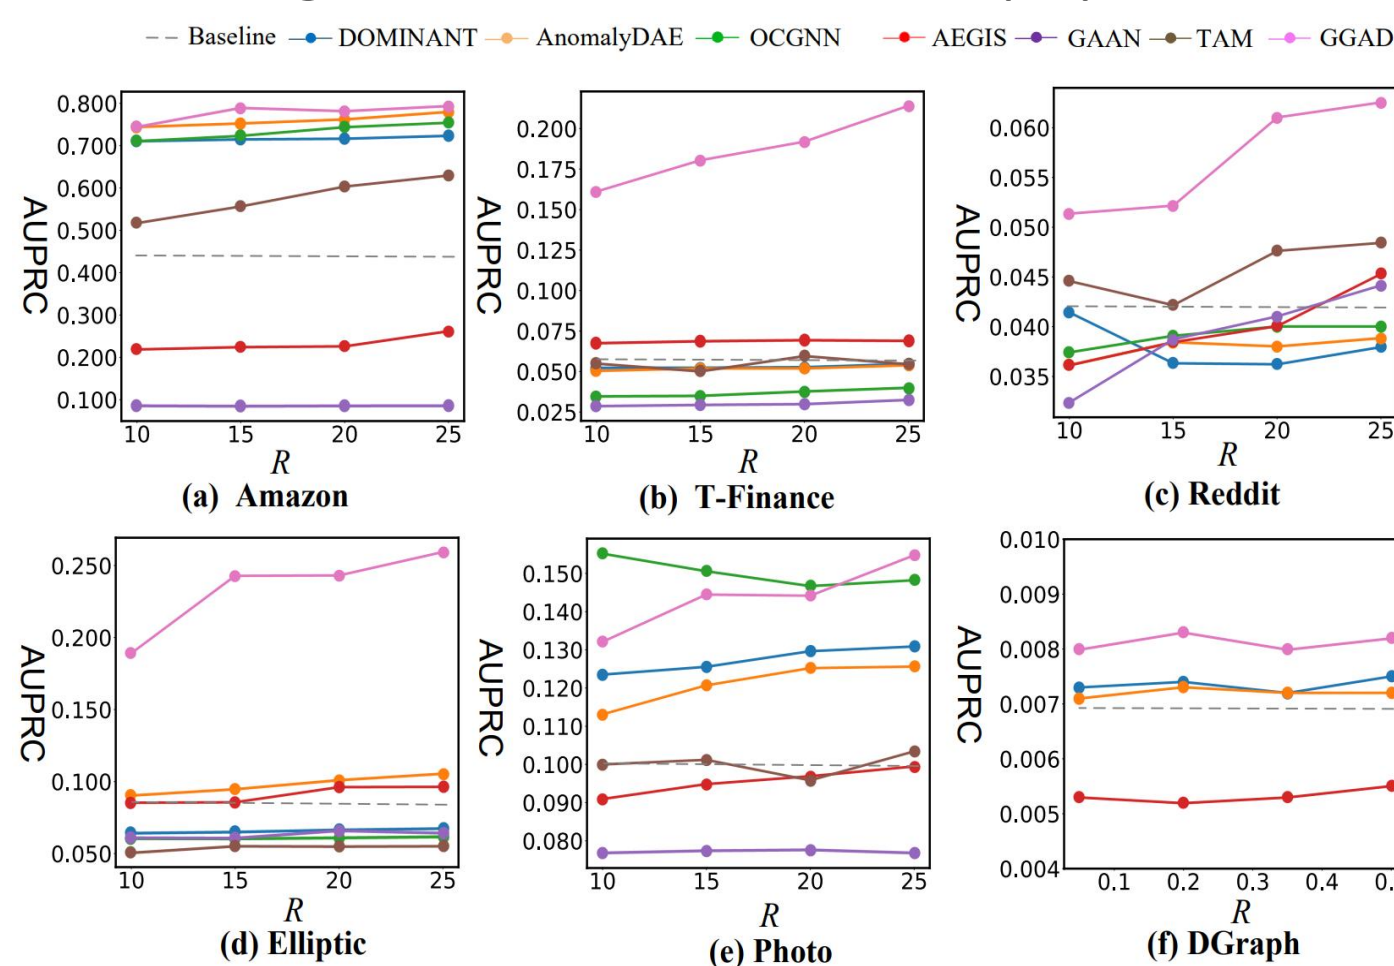 Baseline DOMINANT AnomalyDAE OCGNN AEGIS GAAN TAM GGAD
0.800
0.700
0.600
0.500
0.400
0.300
0.200
0.100
AUPRC
10 15 20 25
R
(a) Amazon
0.200
0.175
0.150
0.125
0.100
0.075
0.050
0.025
AUPRC
10 15 20 25
R
(b) T-Finance
0.060
0.055
0.050
0.045
0.040
0.035
AUPRC
10 15 20 25
R
(c) Reddit
0.250
0.200
0.150
0.100
0.050
AUPRC
10 15 20 25
R
(d) Elliptic
0.150
0.140
0.130
0.120
0.110
0.100
0.090
0.080
AUPRC
10 15 20 25
R
(e) Photo
0.010
0.009
0.008
0.007
0.006
0.005
0.004
AUPRC
0.1 0.2 0.3 0.4 0.
R
(f) DGraph